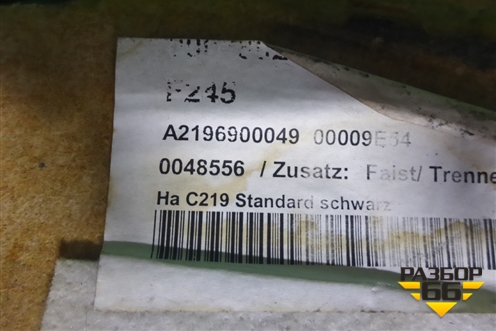 F245
A2196900049 00009E54
0048556 / Zusatz: Faist/ Trenne
Ha C219 Standard schwarz
РАЗБОР
66